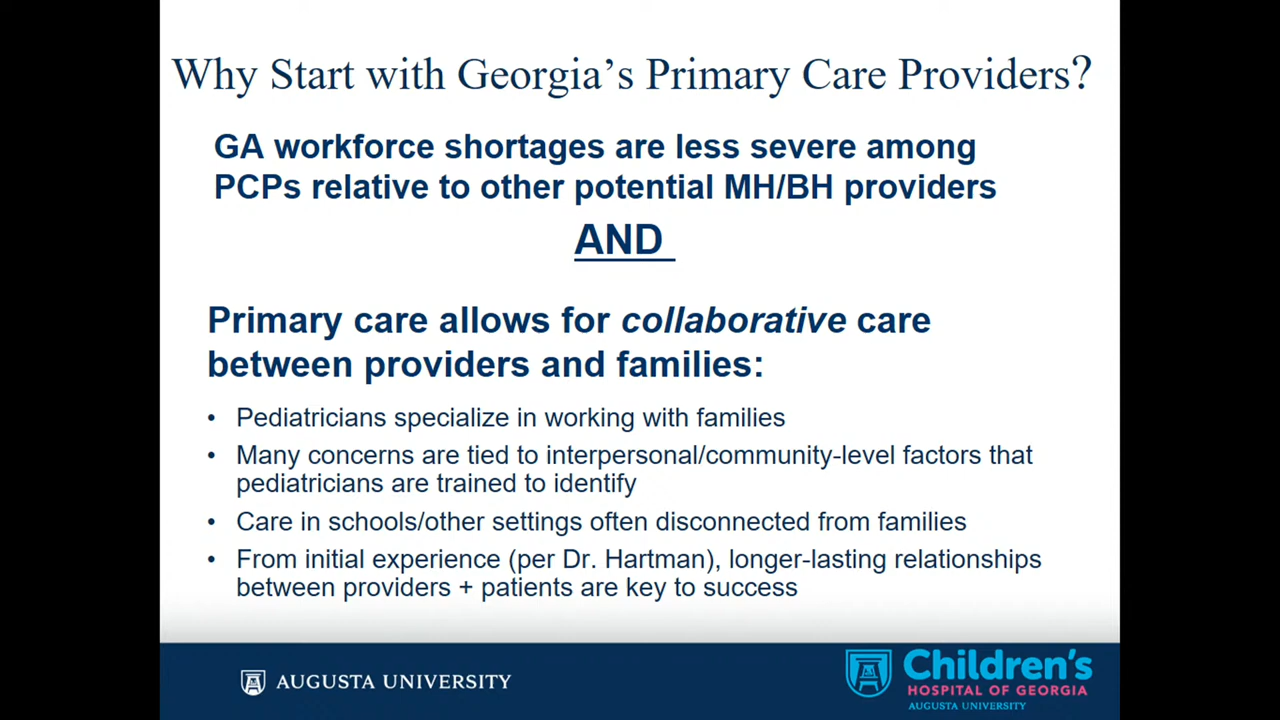 Why Start with Georgia's Primary Care Providers?
GA workforce shortages are less severe among
PCPs relative to other potential MH/BH providers
AND
Primary care allows for collaborative care
between providers and families:
• Pediatricians specialize in working with families
• Many concerns are tied to interpersonal/community-level factors that
pediatricians are trained to identify
• Care in schools/other settings often disconnected from families
• From initial experience (per Dr. Hartman), longer-lasting relationships
between providers + patients are key to success
AUGUSTA UNIVERSITY
Children's
HOSPITAL OF GEORGIA
AUGUSTA UNIVERSITY